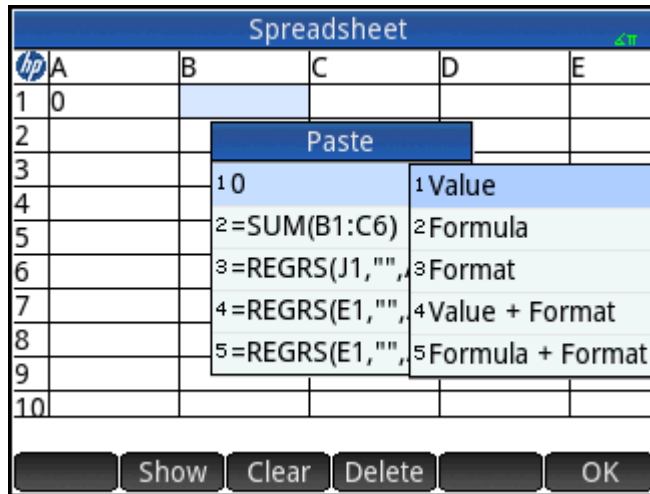 Spreadsheet
∡π
hp A B C D E
1 0
2
3
4
5
6
7
8
9
10
Paste
1 0
2 =SUM(B1:C6)
3 =REGRS(J1,"",
4 =REGRS(E1,"",
5 =REGRS(E1,"",
1 Value
2 Formula
3 Format
4 Value + Format
5 Formula + Format
Show Clear Delete OK